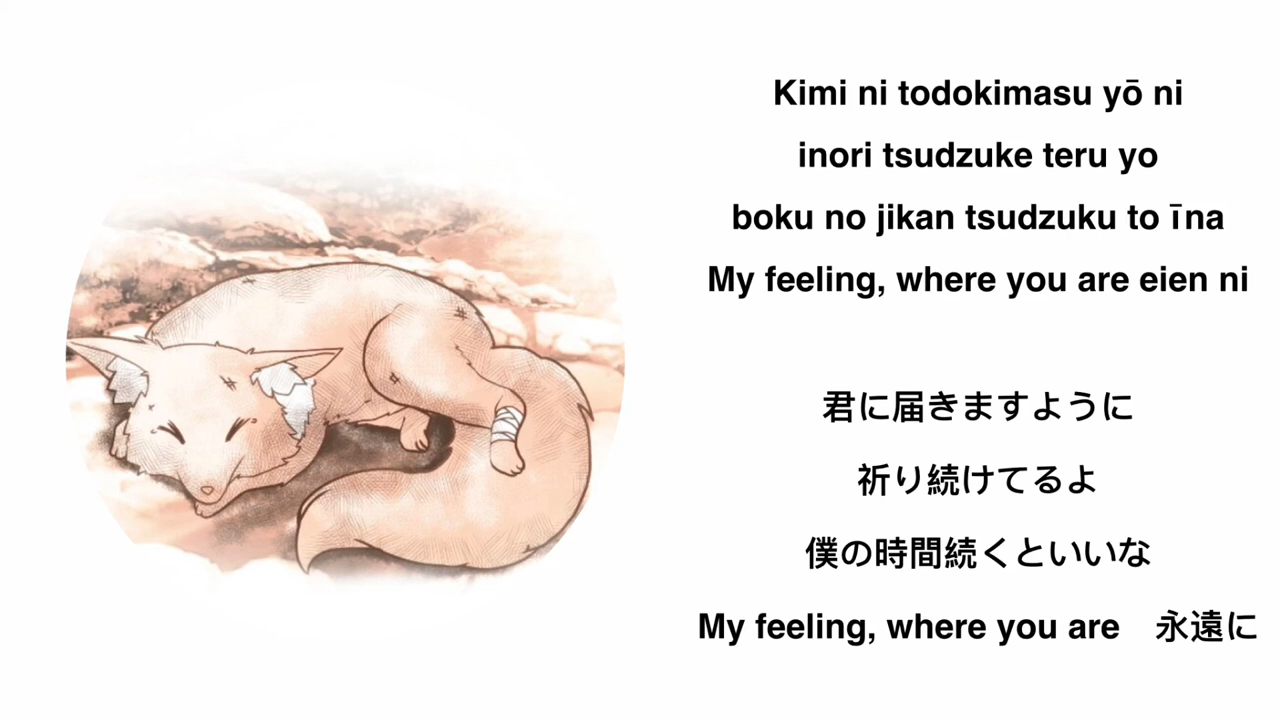 Kimi ni todokimasu yō ni
inori tsudzuke teru yo
boku no jikan tsudzuku to īna
My feeling, where you are eien ni
君に届きますように
祈り続けてるよ
僕の時間続くといいな
My feeling, where you are　永遠に